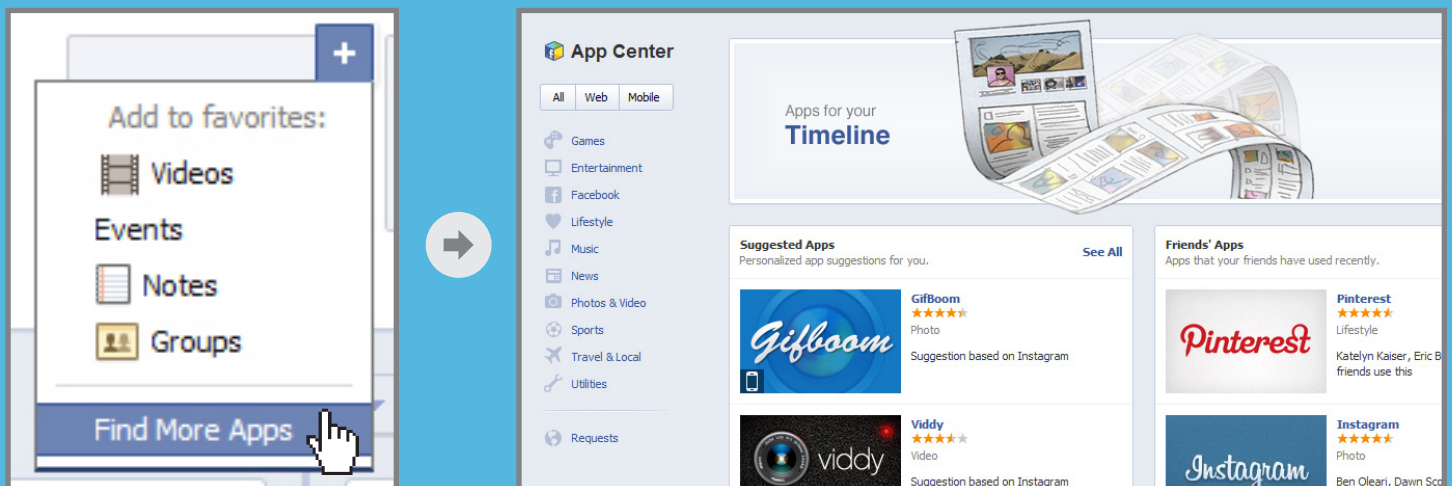 +
Add to favorites:
Videos
Events
Notes
Groups
Find More Apps
App Center
All Web Mobile
Games
Entertainment
Facebook
Lifestyle
Music
News
Photos & Video
Sports
Travel & Local
Utilities
Requests
Apps for your
Timeline
Suggested Apps
Personalized app suggestions for you.
See All
Gifboom
GifBoom
Photo
Suggestion based on Instagram
viddy
Viddy
Video
Suggestion based on Instagram
Friends' Apps
Apps that your friends have used recently.
Pinterest
Pinterest
Lifestyle
Katelyn Kaiser, Eric B
friends use this
Instagram
Instagram
Photo
Ben Oleari, Dawn Sco